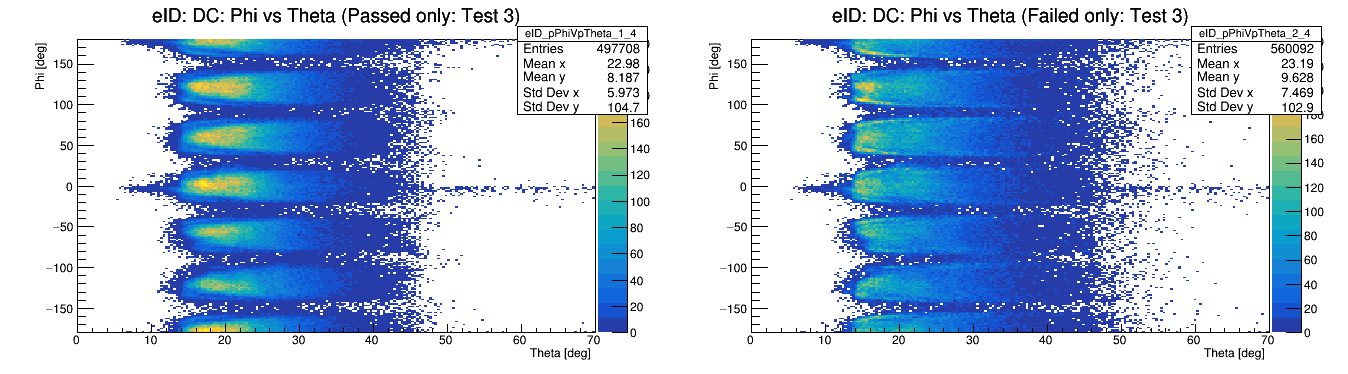 eID: DC: Phi vs Theta (Passed only: Test 3)
eID_pPhiVpTheta_1_4
Entries 497708
Mean x 22.98
Mean y 8.187
Std Dev x 5.973
Std Dev y 104.7
Phi [deg]
150
100
50
0
−50
−100
−150
0 10 20 30 40 50 60 70
Theta [deg]
160
140
120
100
80
60
40
20
0
eID: DC: Phi vs Theta (Failed only: Test 3)
eID_pPhiVpTheta_2_4
Entries 560092
Mean x 23.19
Mean y 9.628
Std Dev x 7.469
Std Dev y 102.9
Phi [deg]
150
100
50
0
−50
−100
−150
0 10 20 30 40 50 60 70
Theta [deg]
160
140
120
100
80
60
40
20
0